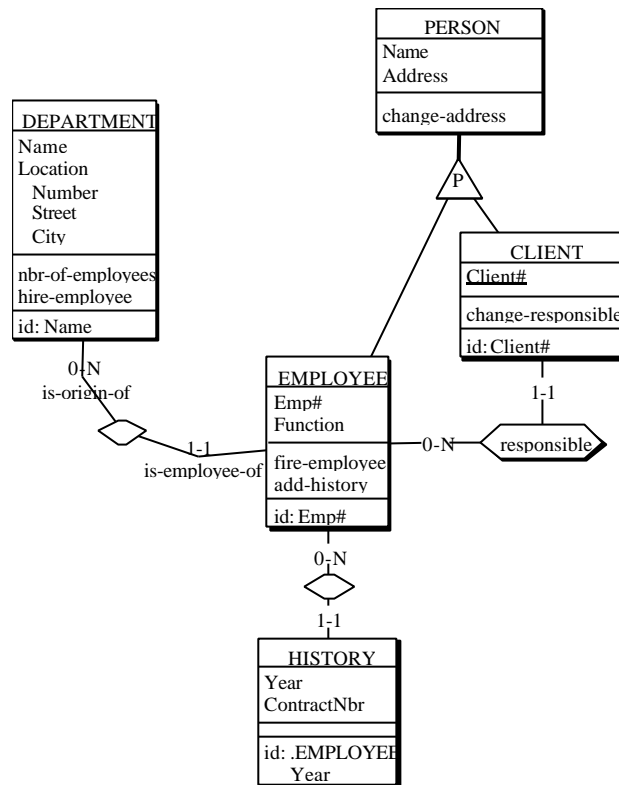 PERSON
Name
Address
change-address
P
DEPARTMENT
Name
Location
Number
Street
City
nbr-of-employees
hire-employee
id: Name
CLIENT
Client#
change-responsible
id: Client#
0-N
is-origin-of
1-1
is-employee-of
EMPLOYEE
Emp#
Function
fire-employee
add-history
id: Emp#
0-N
1-1
responsible
0-N
1-1
HISTORY
Year
ContractNbr
id: .EMPLOYEE
Year